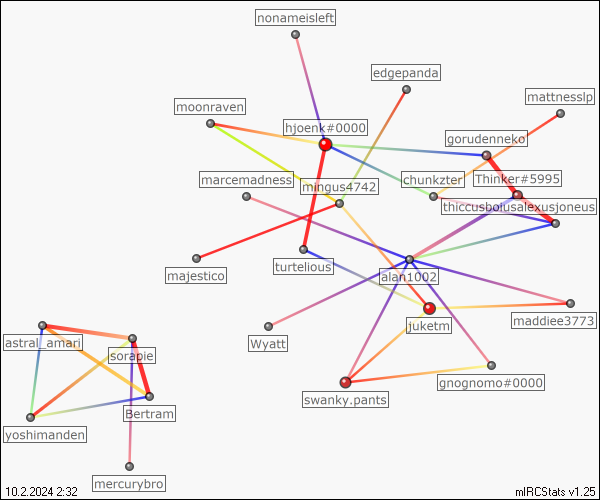 nonameisleft
edgepanda
mattnesslp
moonraven
hjoenk#0000
gorudenneko
marcemadness
mingus4742
chunkzter
Thinker#5995
thiccusbolusalexusjoneus
majestico
turtelious
alan1002
maddiee3773
juketm
Wyatt
astral_amari
sorapie
gnognomo#0000
swanky.pants
Bertram
yoshimanden
mercurybro
10.2.2024 2:32
mIRCStats v1.25